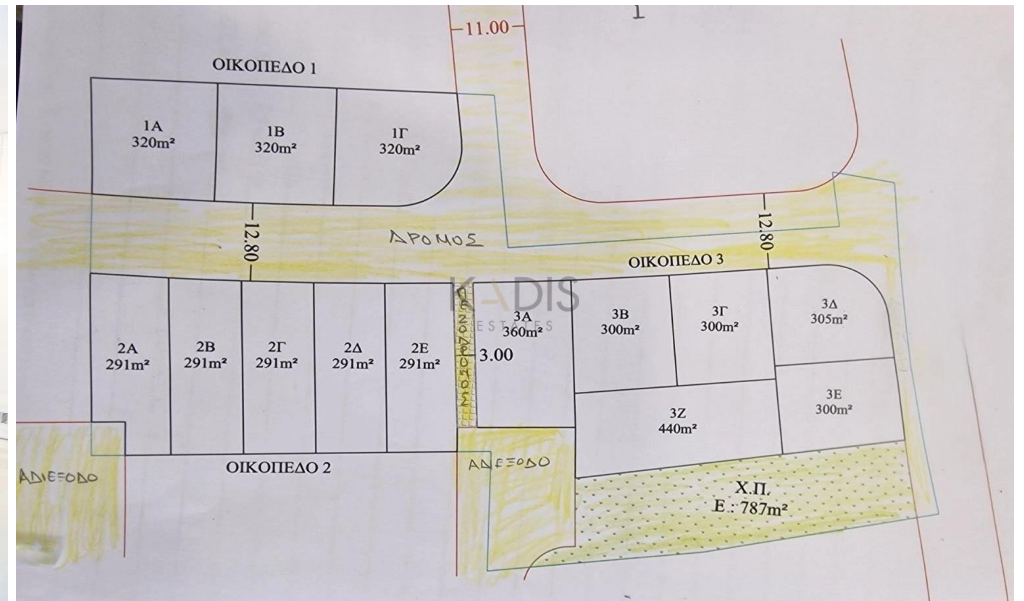 1
11.00
ΟΙΚΟΠΕΔΟ 1
1Α
320m²
1Β
320m²
1Γ
320m²
12.80
ΔΡΟΜΟΣ
12.80
ΟΙΚΟΠΕΔΟ 3
KADIS
ESTATES
2Α
291m²
2Β
291m²
2Γ
291m²
2Δ
291m²
2Ε
291m²
ΠΕΖΟΔΡΟΜΟΣ
3.00
3Α
360m²
3Β
300m²
3Γ
300m²
3Δ
305m²
3Ε
300m²
3Ζ
440m²
ΑΔΙΕΞΟΔΟ
ΟΙΚΟΠΕΔΟ 2
ΑΔΙΕΞΟΔΟ
Χ.Π.
Ε.: 787m²